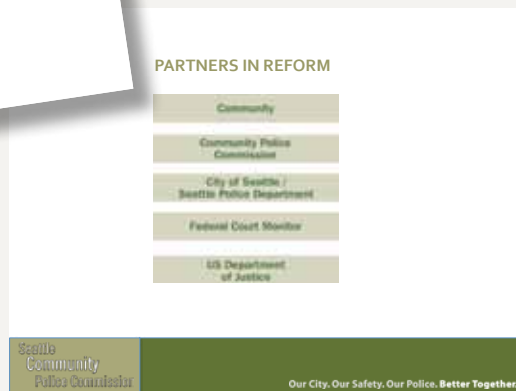 PARTNERS IN REFORM
Community
Community Police
Commission
City of Seattle /
Seattle Police Department
Federal Court Monitor
US Department
of Justice
Seattle
Community
Police Commission
Our City. Our Safety. Our Police. Better Together.